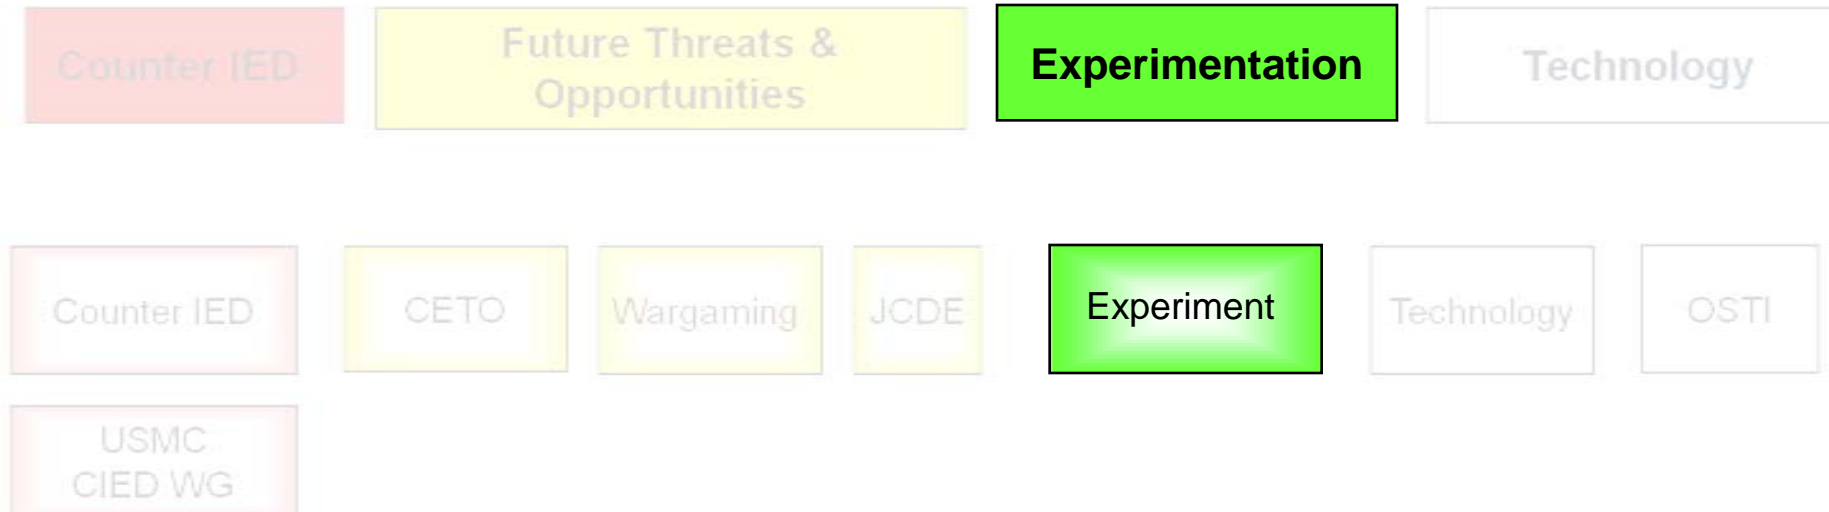 Counter IED
Future Threats &
Opportunities
Experimentation
Technology
Counter IED
CETO
Wargaming
JCDE
Experiment
Technology
OSTI
USMC
CIED WG